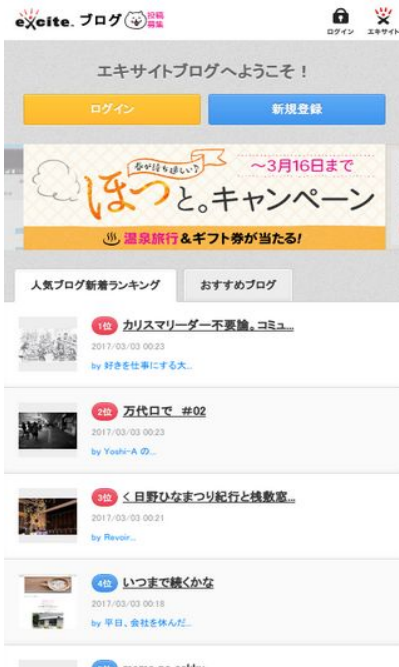 excite. ブログ 投稿募集
ログイン エキサイト
エキサイトブログへようこそ！
ログイン 新規登録
春が待ち遠しい♪
〜3月16日まで
ほっと。キャンペーン
温泉旅行&ギフト券が当たる!
人気ブログ新着ランキング おすすめブログ
1位 カリスマリーダー不要論。コミュ...
2017/03/03 00:23
by 好きを仕事にする大...
2位 万代口で #02
2017/03/03 00:23
by Yoshi-A の...
3位 く 日野ひなまつり紀行と桟敷窓...
2017/03/03 00:21
by Revoir...
4位 いつまで続くかな
2017/03/03 00:18
by 平日、会社を休んだ...